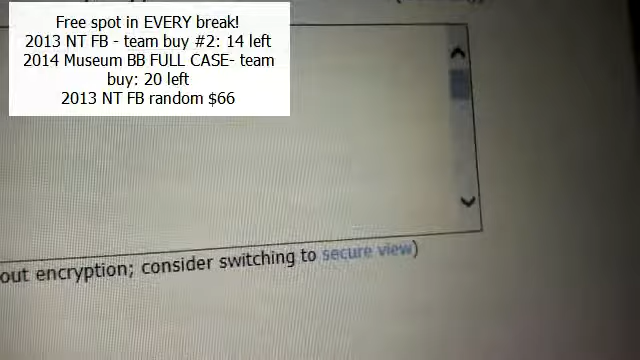 Free spot in EVERY break!
2013 NT FB - team buy #2: 14 left
2014 Museum BB FULL CASE- team
buy: 20 left
2013 NT FB random $66
out encryption; consider switching to secure view)